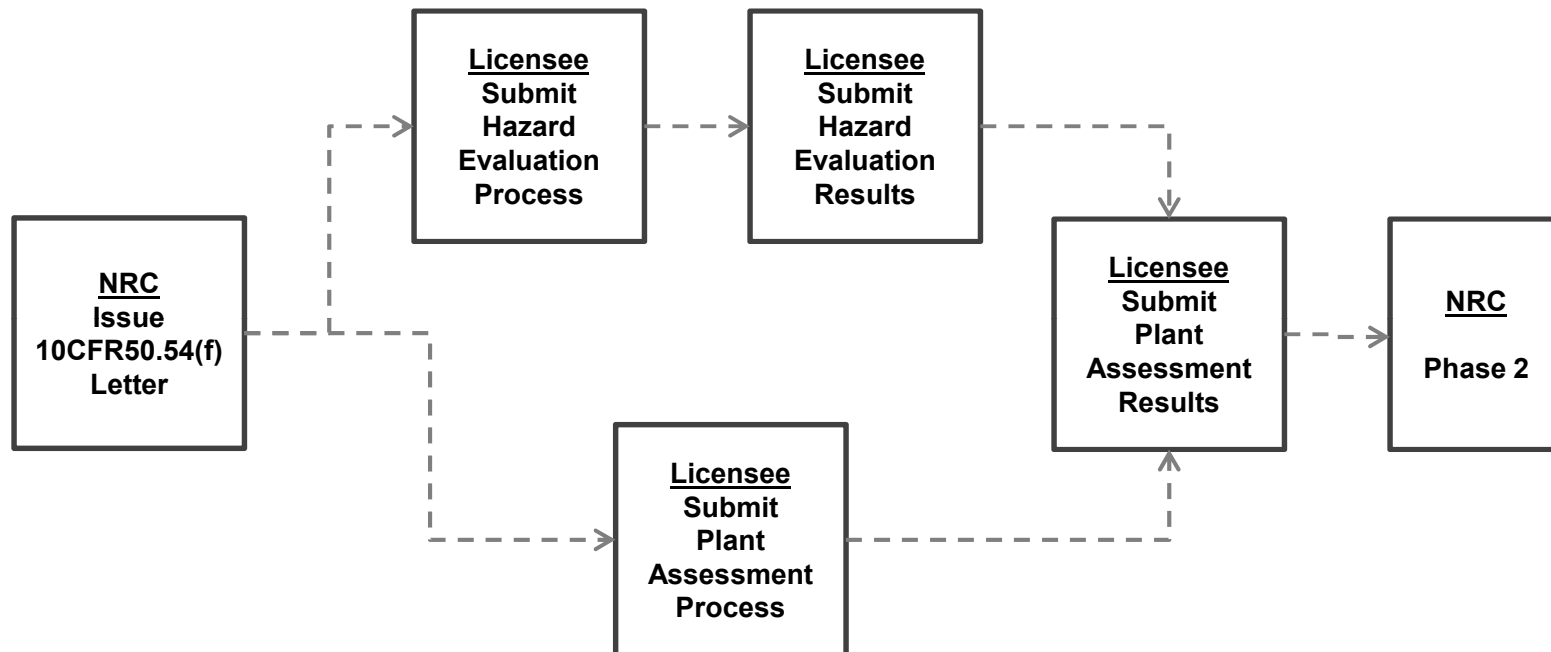 Licensee
Submit
Hazard
Evaluation
Process
Licensee
Submit
Hazard
Evaluation
Results
NRC
Issue
10CFR50.54(f)
Letter
Licensee
Submit
Plant
Assessment
Results
NRC
Phase 2
Licensee
Submit
Plant
Assessment
Process